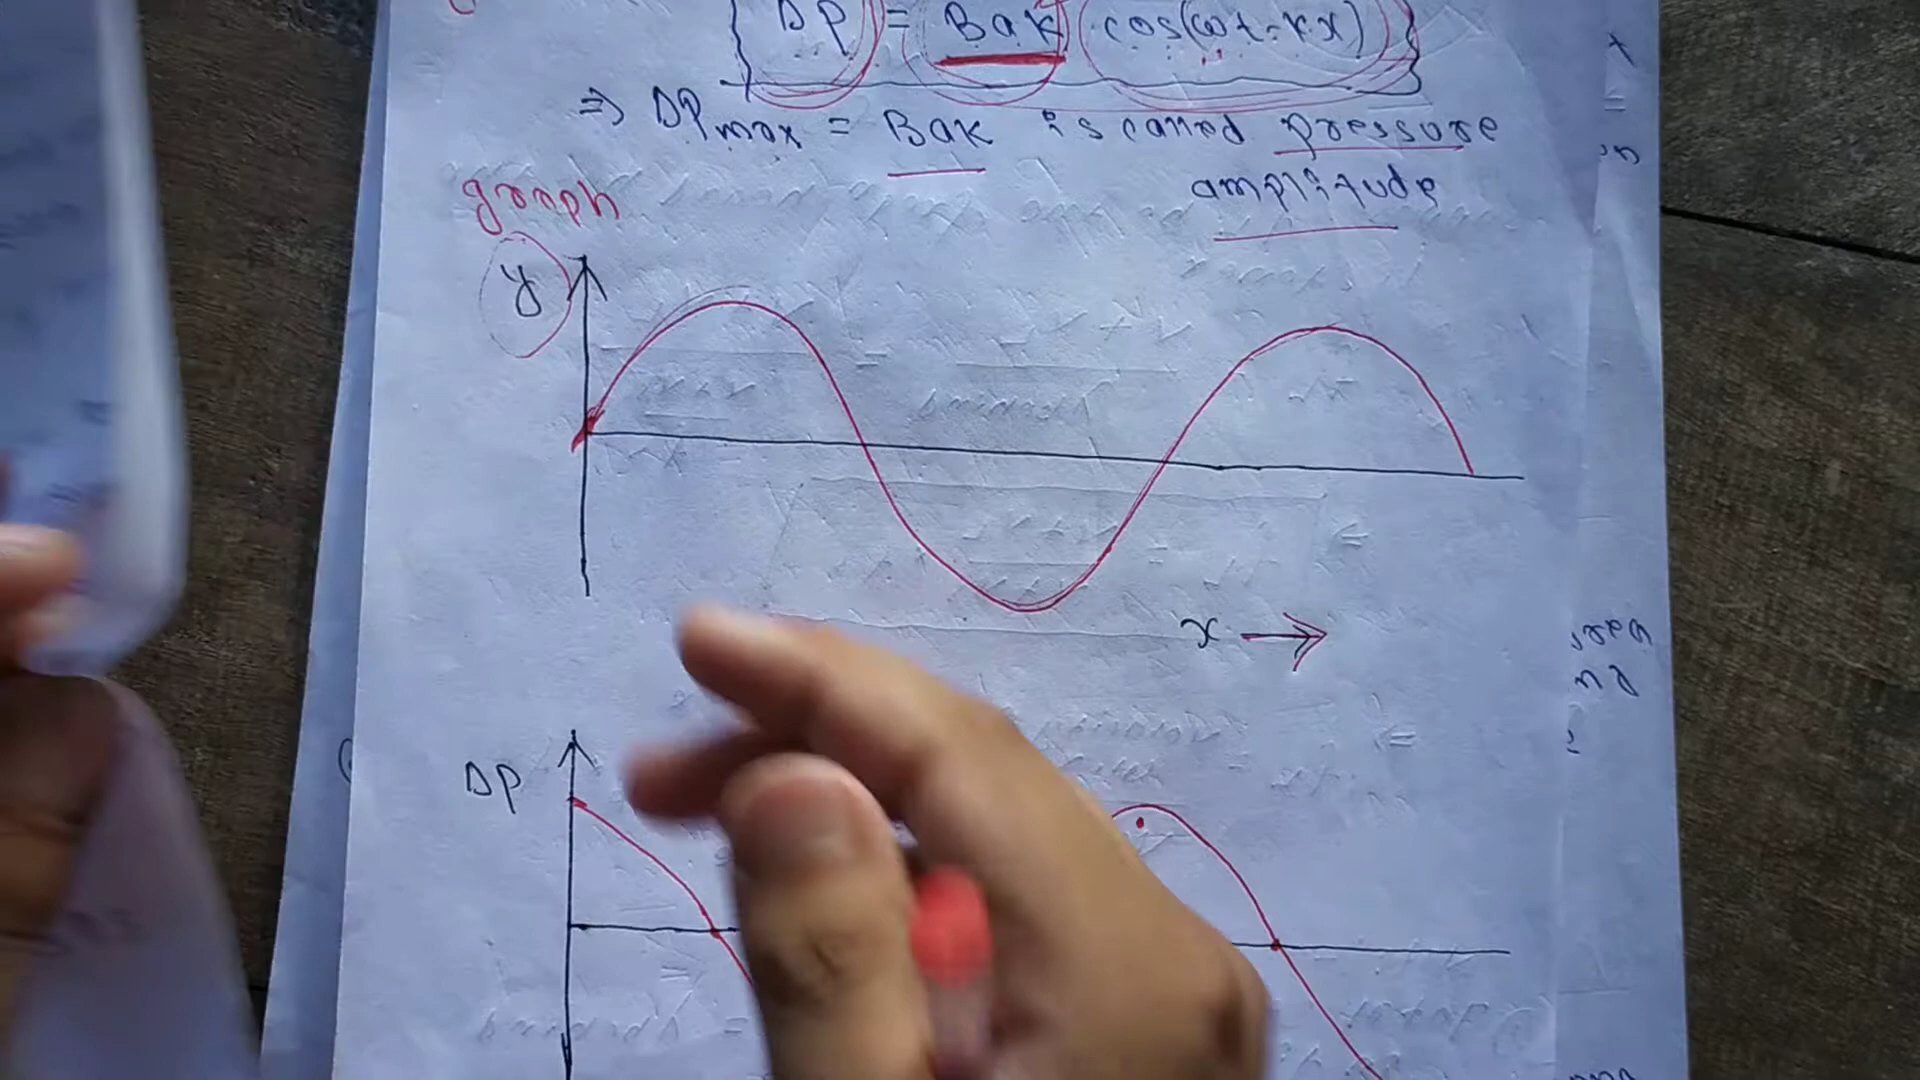 Δp = Bak cos(ωt-kx)
⇒ ΔPmax = Bak is called pressure
amplitude
graph
y
x →
Δp